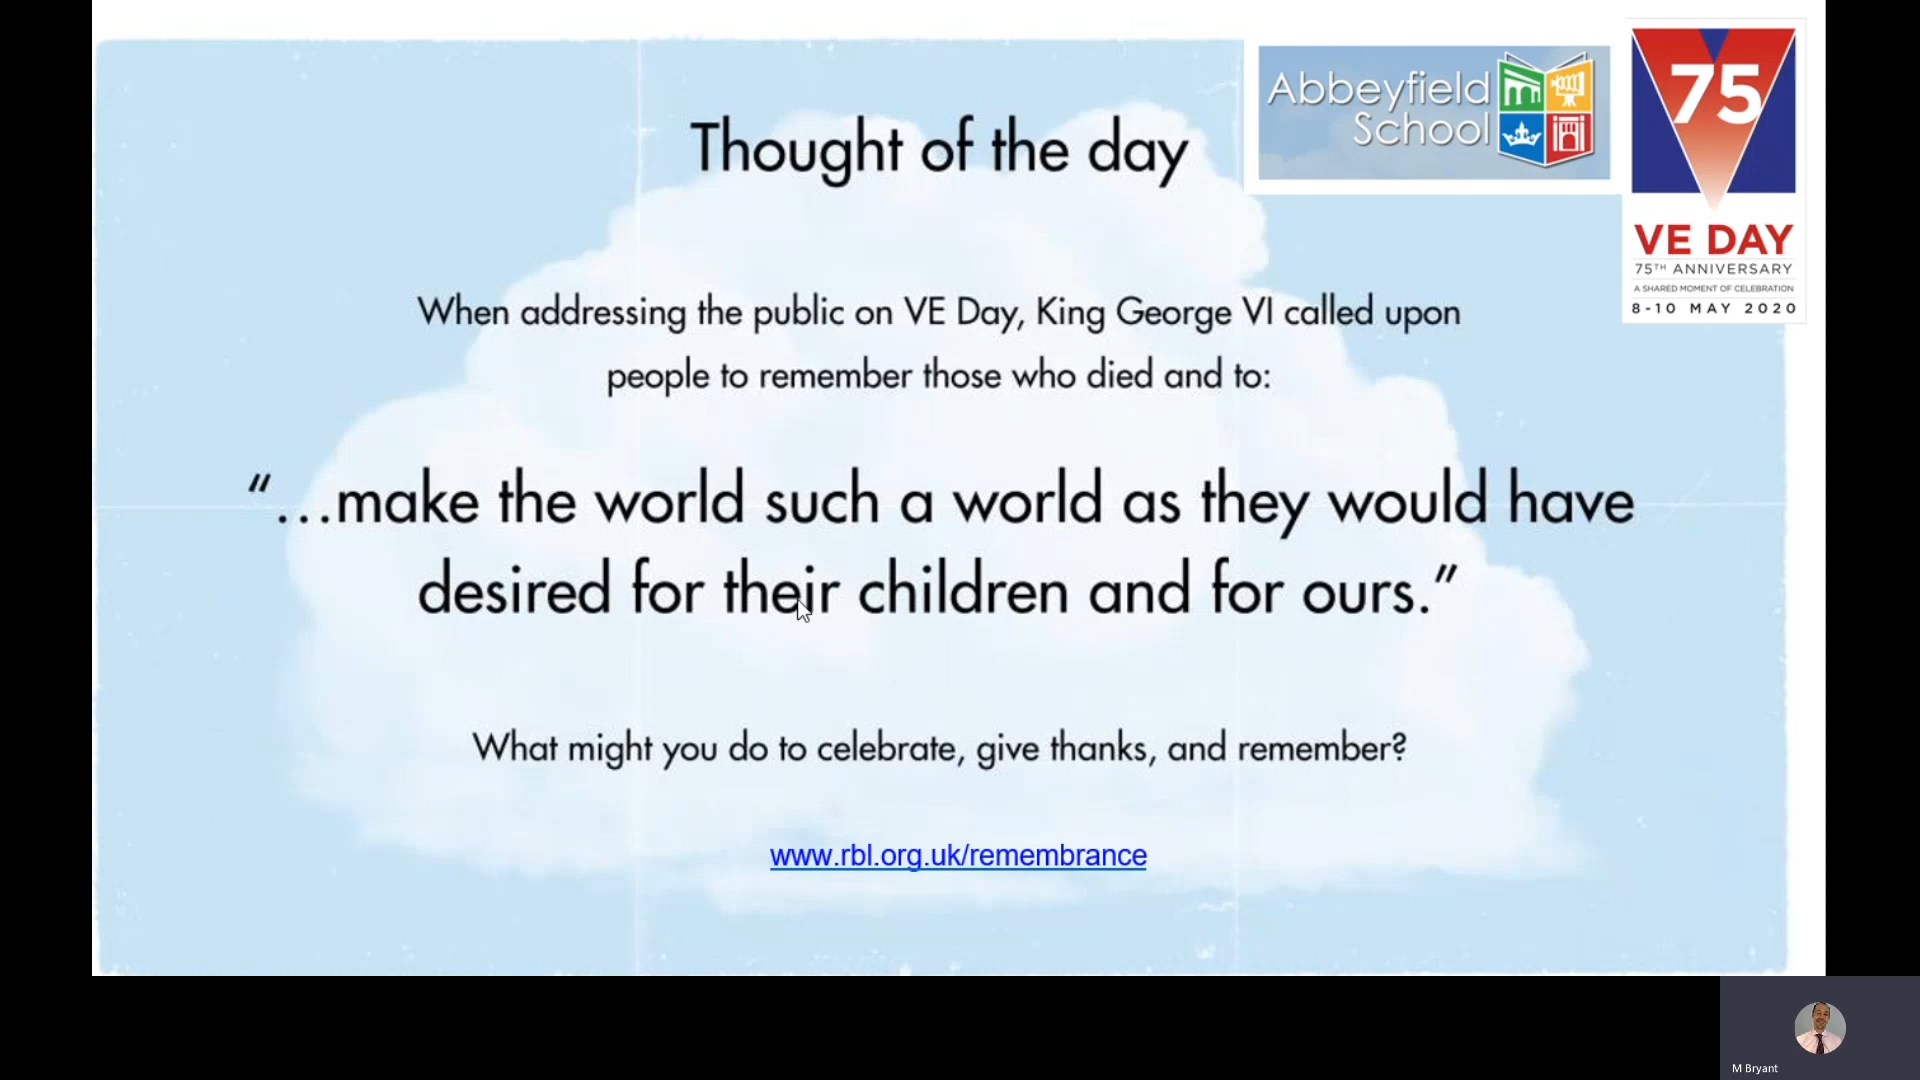 Thought of the day
Abbeyfield
School
75
VE DAY
75TH ANNIVERSARY
A SHARED MOMENT OF CELEBRATION
8-10 MAY 2020
When addressing the public on VE Day, King George VI called upon
people to remember those who died and to:
“…make the world such a world as they would have
desired for their children and for ours.”
What might you do to celebrate, give thanks, and remember?
www.rbl.org.uk/remembrance
M Bryant